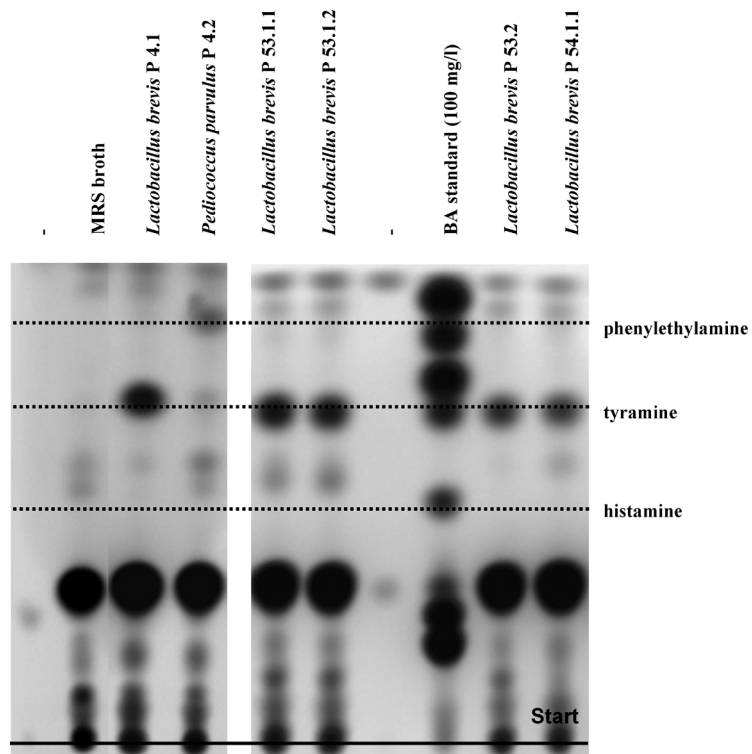 -
MRS broth
Lactobacillus brevis P 4.1
Pediococcus parvulus P 4.2
Lactobacillus brevis P 53.1.1
Lactobacillus brevis P 53.1.2
-
BA standard (100 mg/l)
Lactobacillus brevis P 53.2
Lactobacillus brevis P 54.1.1
phenylethylamine
tyramine
histamine
Start